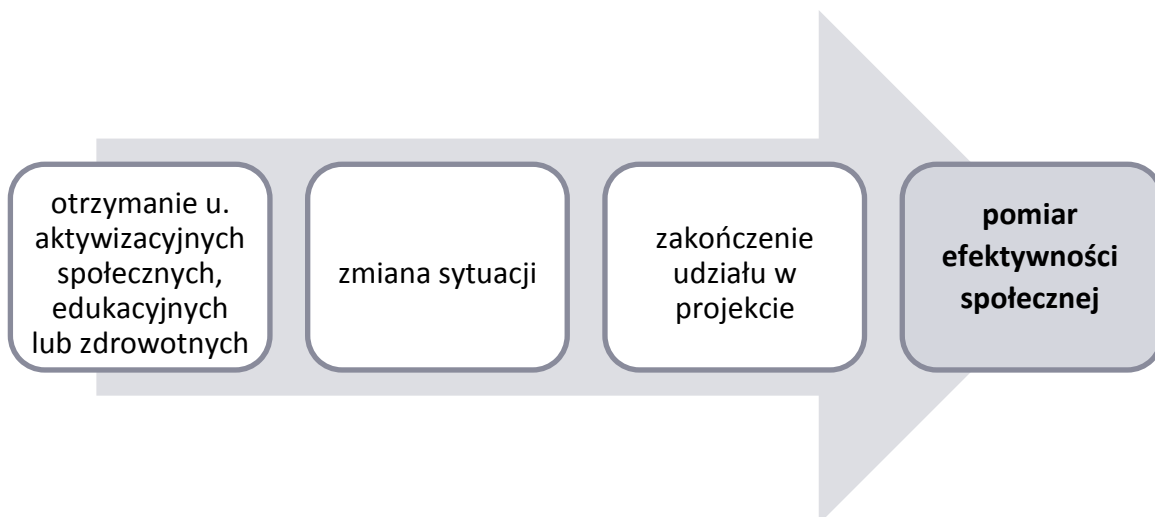 otrzymanie u.
aktywizacyjnych
społecznych,
edukacyjnych
lub zdrowotnych
zmiana sytuacji
zakończenie
udziału w
projekcie
pomiar
efektywności
społecznej